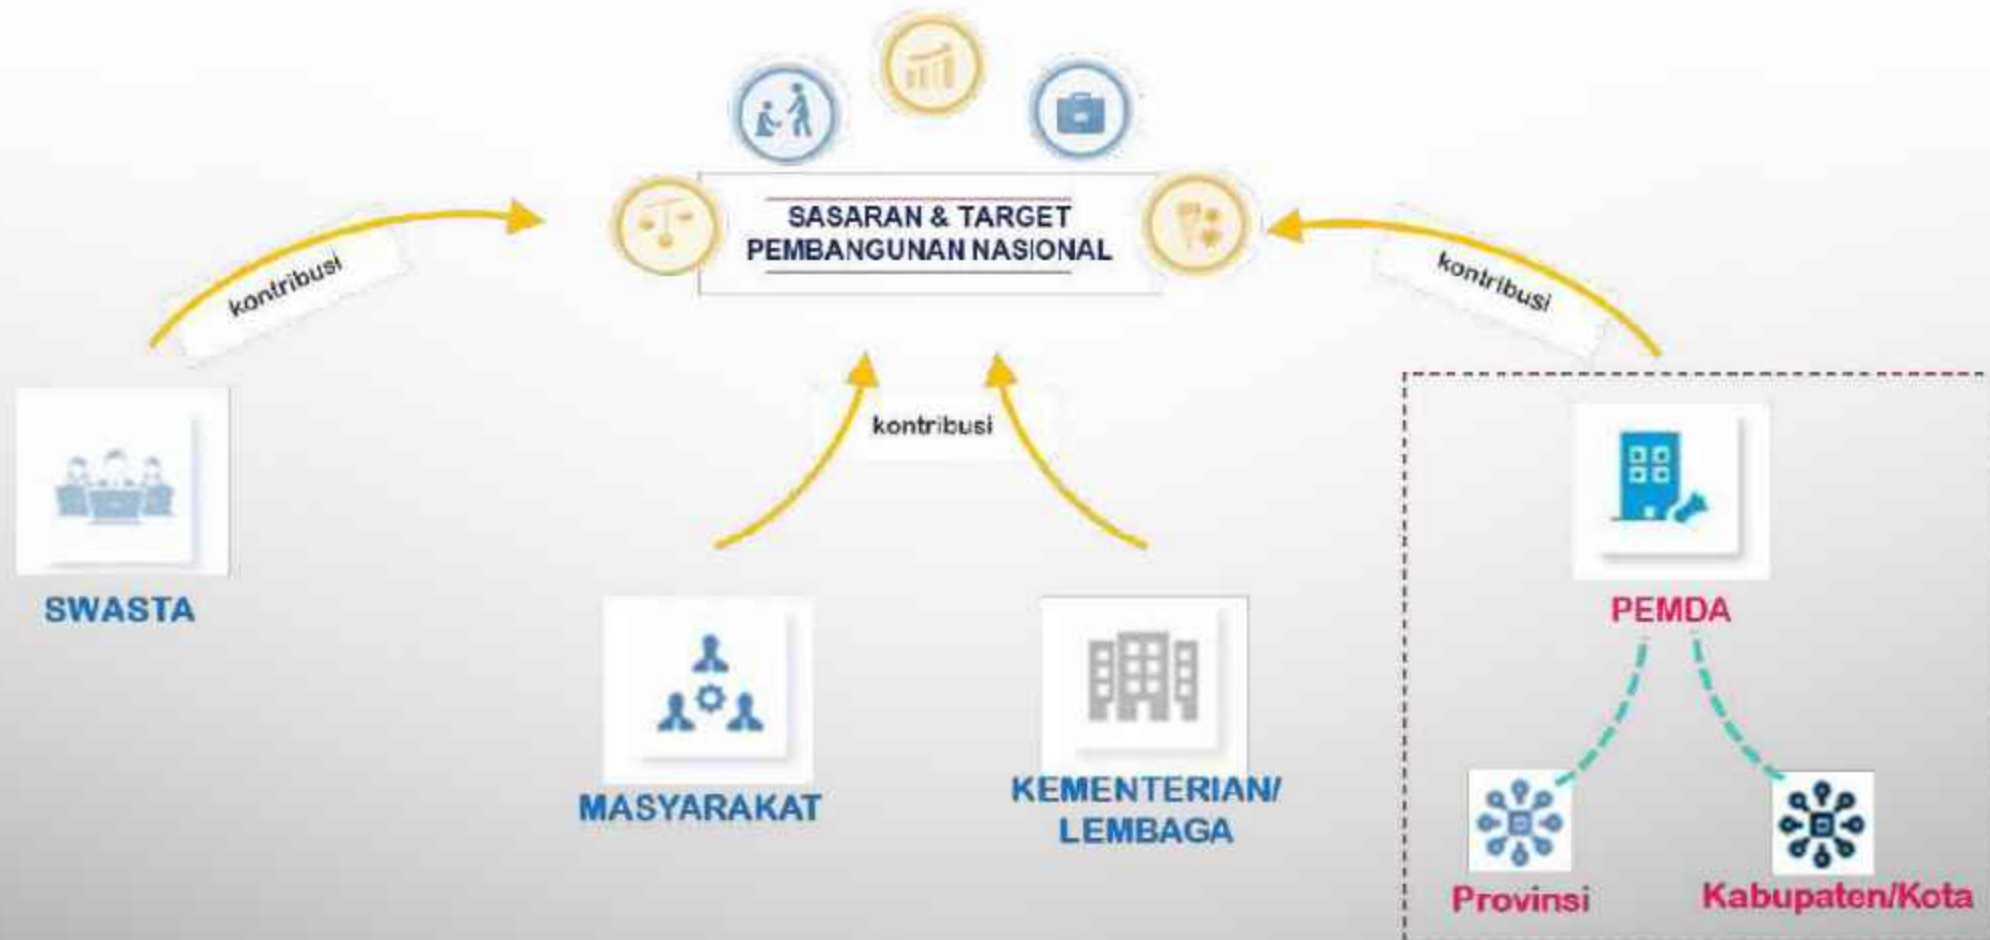 SASARAN & TARGET
PEMBANGUNAN NASIONAL
kontribusi
kontribusi
kontribusi
SWASTA
MASYARAKAT
KEMENTERIAN/
LEMBAGA
PEMDA
Provinsi
Kabupaten/Kota